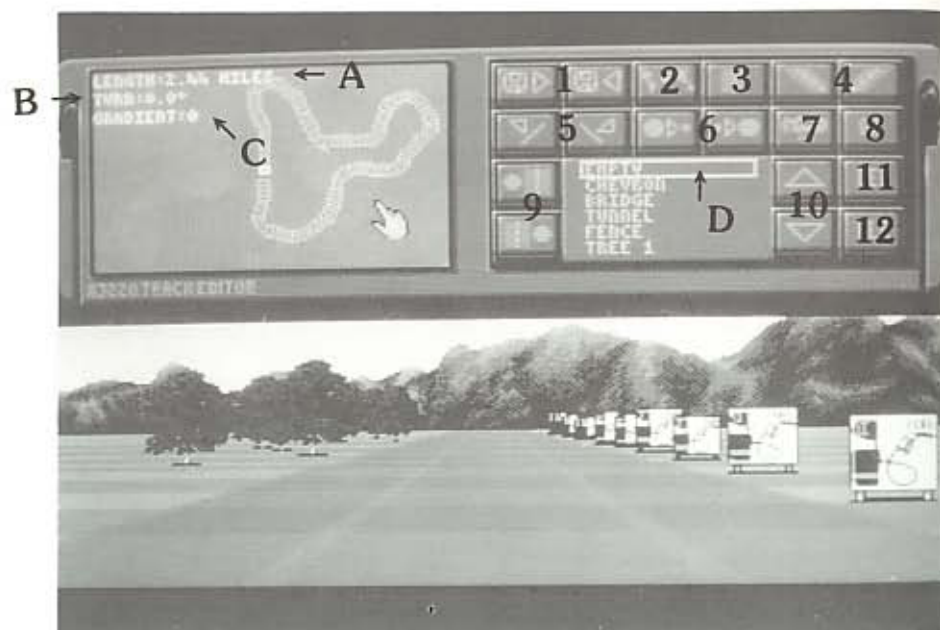 LENGTH:2.44 MILES
A
B
TURN:0.0°
GRADIENT:0
C
1
2
3
4
5
6
7
8
EMPTY
CHEVRON
BRIDGE
TUNNEL
FENCE
TREE 1
D
9
10
11
12
TRACK EDITOR